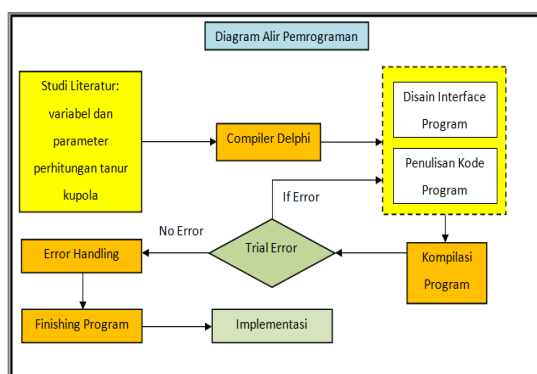 Diagram Alir Pemrograman
Studi Literatur:
variabel dan
parameter
perhitungan tanur
kupola
Compiler Delphi
Disain Interface
Program
Penulisan Kode
Program
If Error
No Error
Trial Error
Error Handling
Kompilasi
Program
Finishing Program
Implementasi